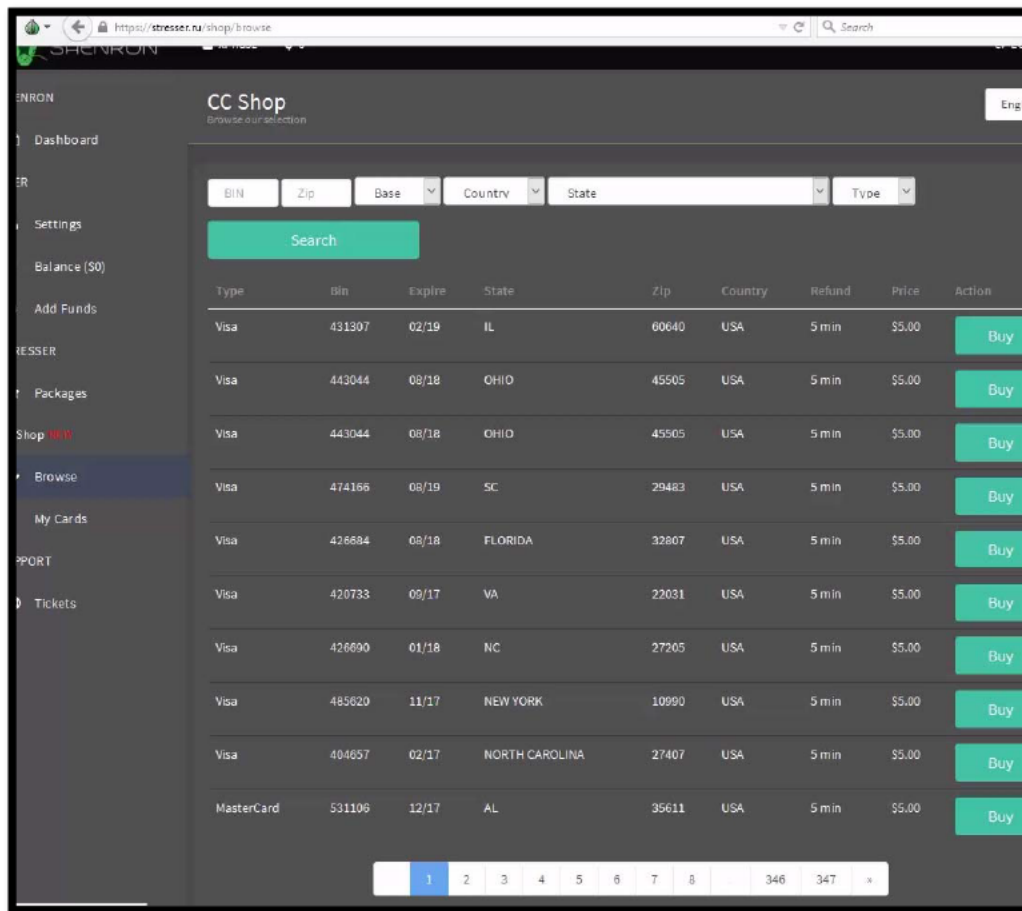 https://stresser.ru/shop/browse
Search
SHENRON
ENRON
CC Shop
Browse our selection
Eng
Dashboard
ER
BIN Zip Base Country State Type
Settings
Search
Balance ($0)
Type Bin Expire State Zip Country Refund Price Action
Add Funds
Visa 431307 02/19 IL 60640 USA 5 min $5.00 Buy
RESSER
Visa 443044 08/18 OHIO 45505 USA 5 min $5.00 Buy
Packages
Visa 443044 08/18 OHIO 45505 USA 5 min $5.00 Buy
Shop
Browse
Visa 474166 08/19 SC 29483 USA 5 min $5.00 Buy
My Cards
Visa 426684 08/18 FLORIDA 32807 USA 5 min $5.00 Buy
PPORT
Visa 420733 09/17 VA 22031 USA 5 min $5.00 Buy
Tickets
Visa 426690 01/18 NC 27205 USA 5 min $5.00 Buy
Visa 485620 11/17 NEW YORK 10990 USA 5 min $5.00 Buy
Visa 404657 02/17 NORTH CAROLINA 27407 USA 5 min $5.00 Buy
MasterCard 531106 12/17 AL 35611 USA 5 min $5.00 Buy
1 2 3 4 5 6 7 8 ... 346 347 »